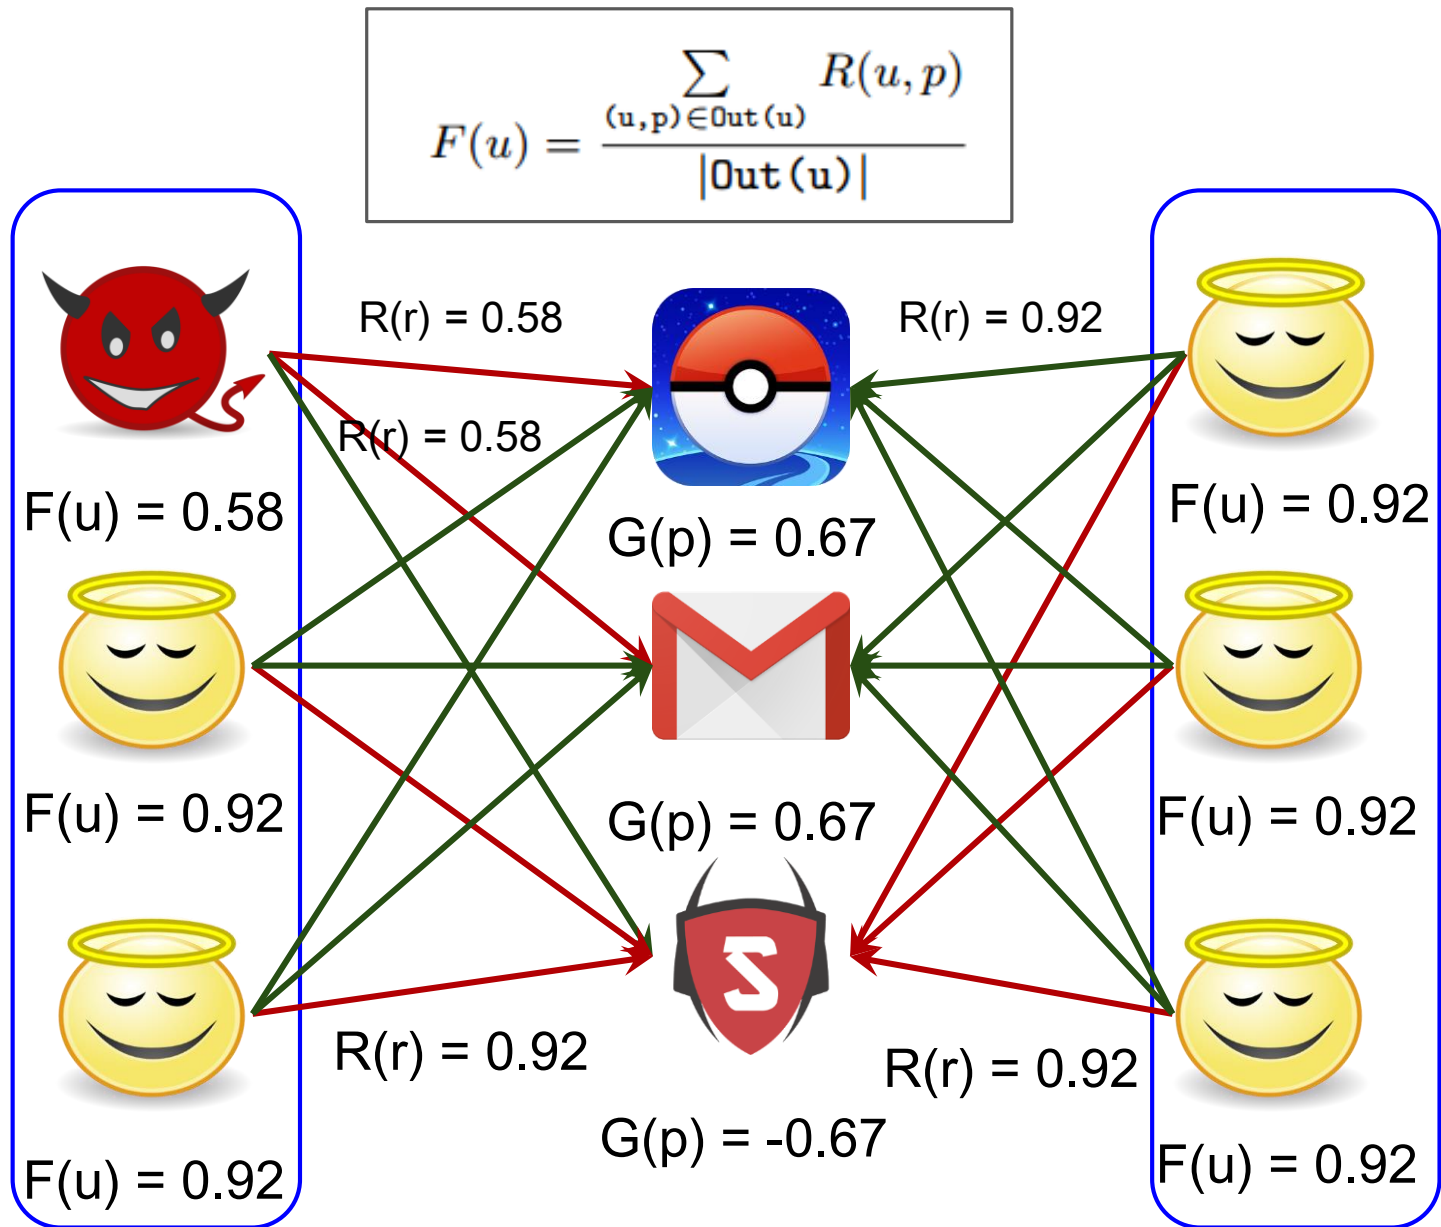 F(u) = ∑(u,p)∈Out(u) R(u, p) / |Out(u)|
R(r) = 0.58
R(r) = 0.92
R(r) = 0.58
F(u) = 0.58
F(u) = 0.92
G(p) = 0.67
F(u) = 0.92
G(p) = 0.67
F(u) = 0.92
S
R(r) = 0.92
R(r) = 0.92
G(p) = -0.67
F(u) = 0.92
F(u) = 0.92